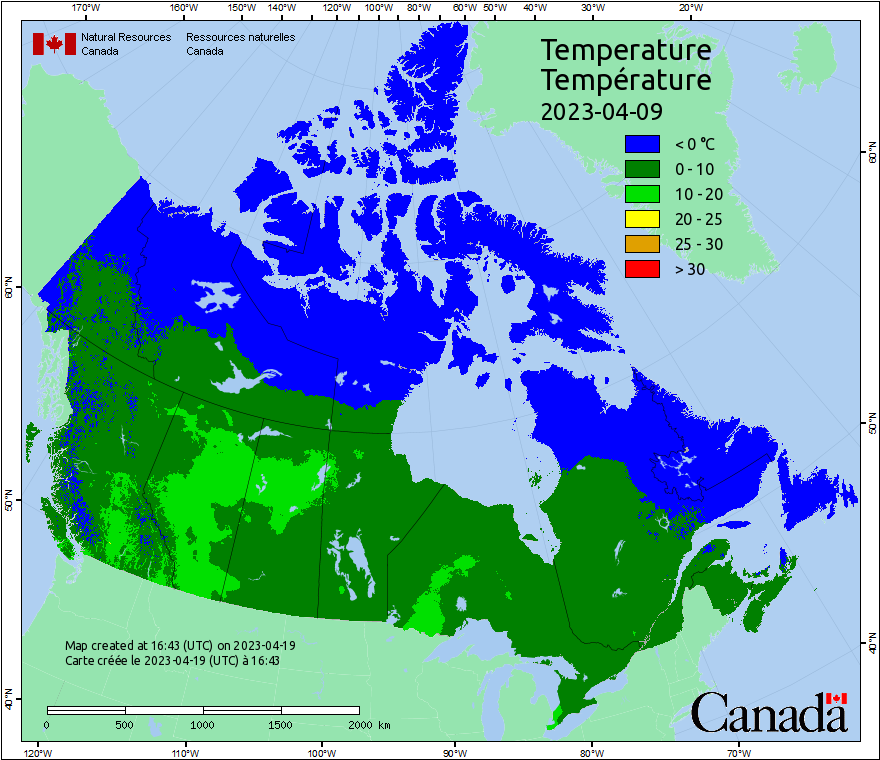 170°W 160°W 150°W 140°W 130°W 120°W 110°W 100°W 90°W 80°W 60°W 50°W 40°W 30°W 20°W
Natural Resources Canada
Ressources naturelles Canada
Temperature
Température
2023-04-09
< 0 °C
0 - 10
10 - 20
20 - 25
25 - 30
> 30
60°N
50°N
40°N
60°N
50°N
40°N
Map created at 16:43 (UTC) on 2023-04-19
Carte créée le 2023-04-19 (UTC) à 16:43
0 500 1000 1500 2000 km
Canada
120°W 110°W 100°W 90°W 80°W 70°W